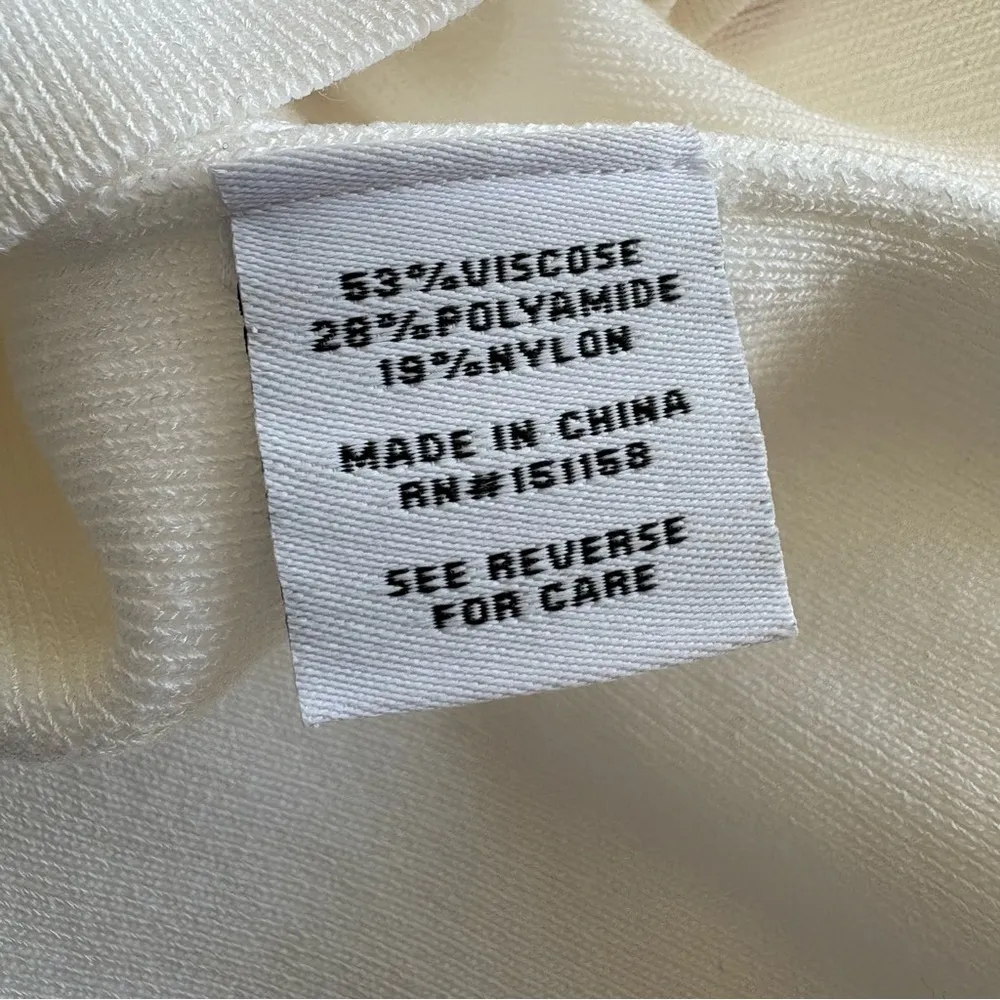 53%VISCOSE
28%POLYAMIDE
19%NYLON
MADE IN CHINA
RN#151158
SEE REVERSE
FOR CARE